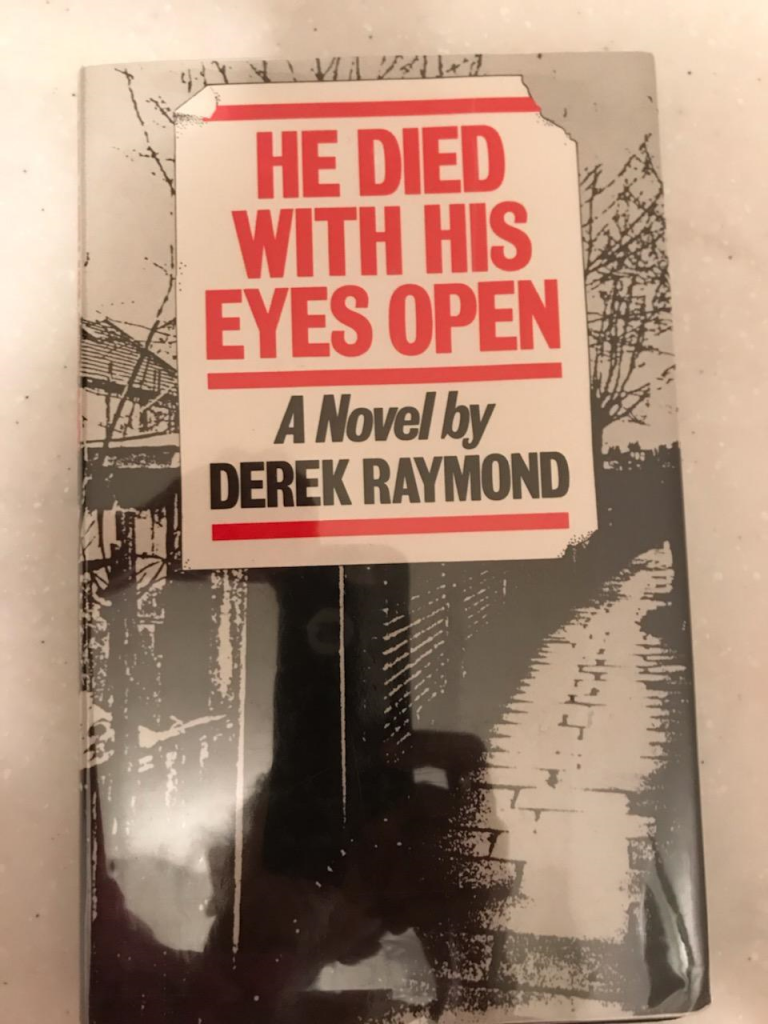 HE DIED
WITH HIS
EYES OPEN
A Novel by
DEREK RAYMOND